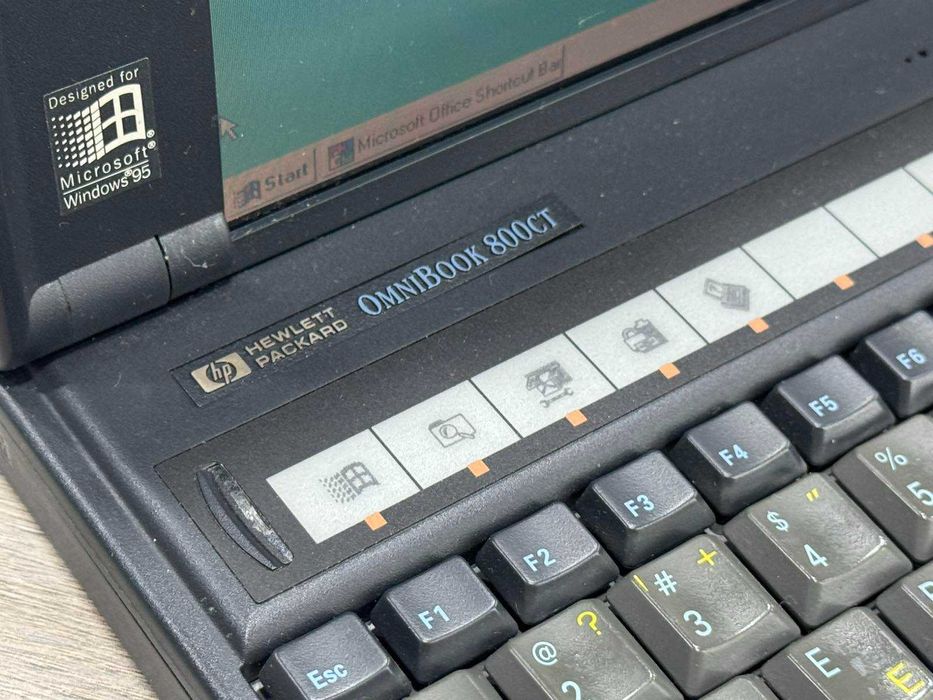 Designed for
Microsoft®
Windows®95
Start
Microsoft Office Shortcut Bar
hp
HEWLETT
PACKARD
OMNIBOOK 800CT
Esc
F1
F2
F3
F4
F5
F6
@ ?
2
! # +
3
$ "
4
%
5
E
E